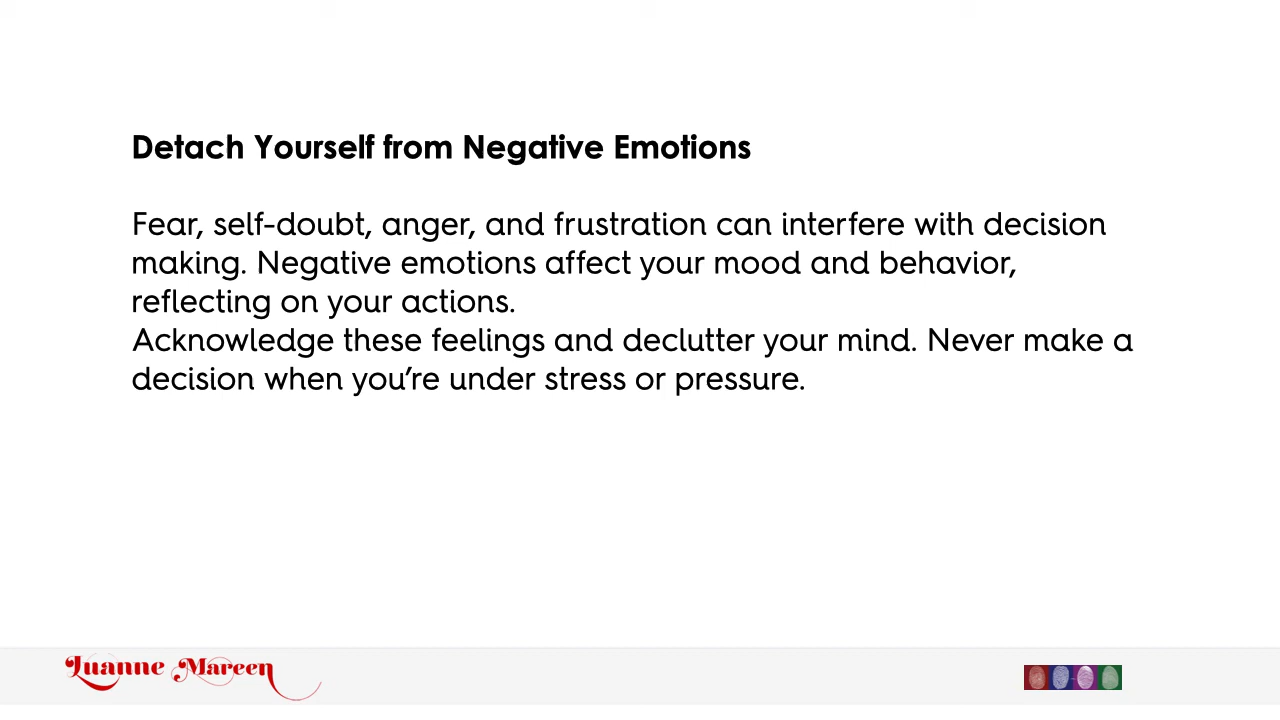 Detach Yourself from Negative Emotions
Fear, self-doubt, anger, and frustration can interfere with decision
making. Negative emotions affect your mood and behavior,
reflecting on your actions.
Acknowledge these feelings and declutter your mind. Never make a
decision when you’re under stress or pressure.
Luanne Mareen